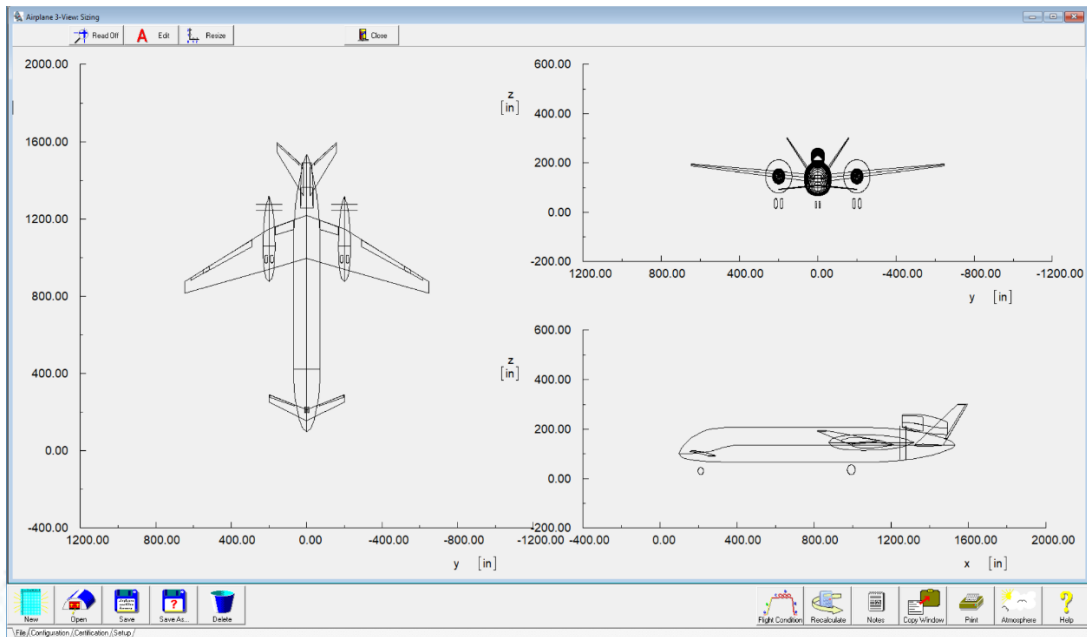 Airplane 3-View: Sizing
Read Off A Edit Resize Close
2000.00
1600.00
1200.00
800.00
400.00
0.00
-400.00
1200.00 800.00 400.00 0.00 -400.00 -800.00 -1200.00
y [in]
z
[in]
600.00
400.00
200.00
0.00
-200.00
1200.00 800.00 400.00 0.00 -400.00 -800.00 -1200.00
y [in]
z
[in]
600.00
400.00
200.00
0.00
-200.00
-400.00 0.00 400.00 800.00 1200.00 1600.00 2000.00
x [in]
New Open Save Save As... Delete Flight Condition Recalculate Notes Copy Window Print Atmosphere Help
\File /Configuration /Certification /Setup /